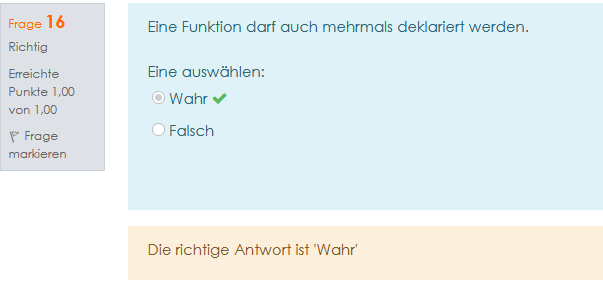 Frage 16
Richtig
Erreichte
Punkte 1,00
von 1,00
Frage
markieren
Eine Funktion darf auch mehrmals deklariert werden.
Eine auswählen:
Wahr
Falsch
Die richtige Antwort ist 'Wahr'